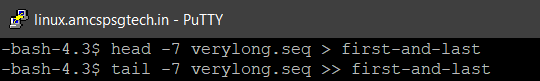 linux.amcspsgtech.in - PuTTY
-bash-4.3$ head -7 verylong.seq > first-and-last
-bash-4.3$ tail -7 verylong.seq >> first-and-last